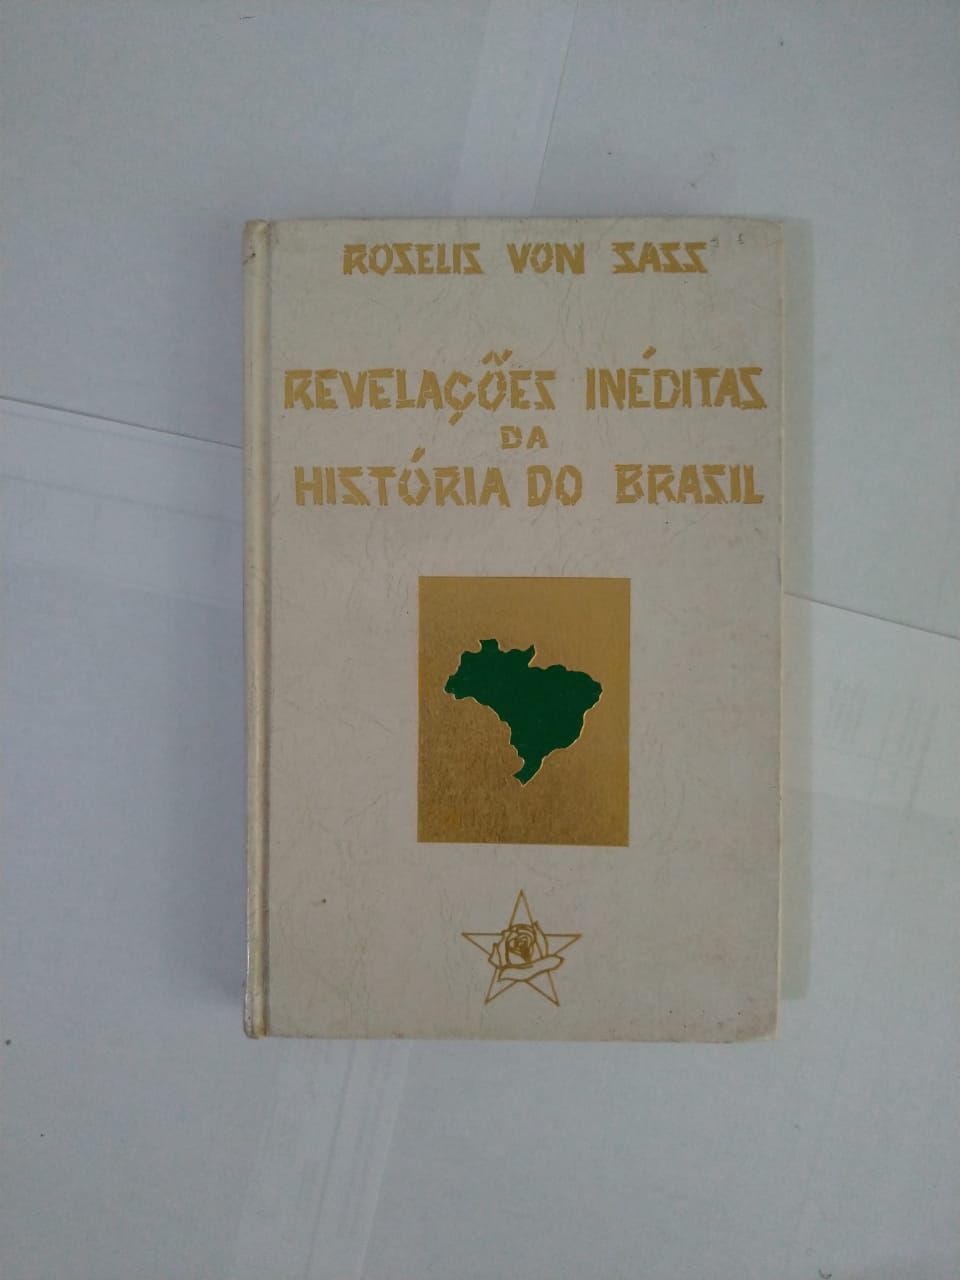 ROSELIS VON SASS
REVELAÇÕES INÉDITAS
DA
HISTÓRIA DO BRASIL